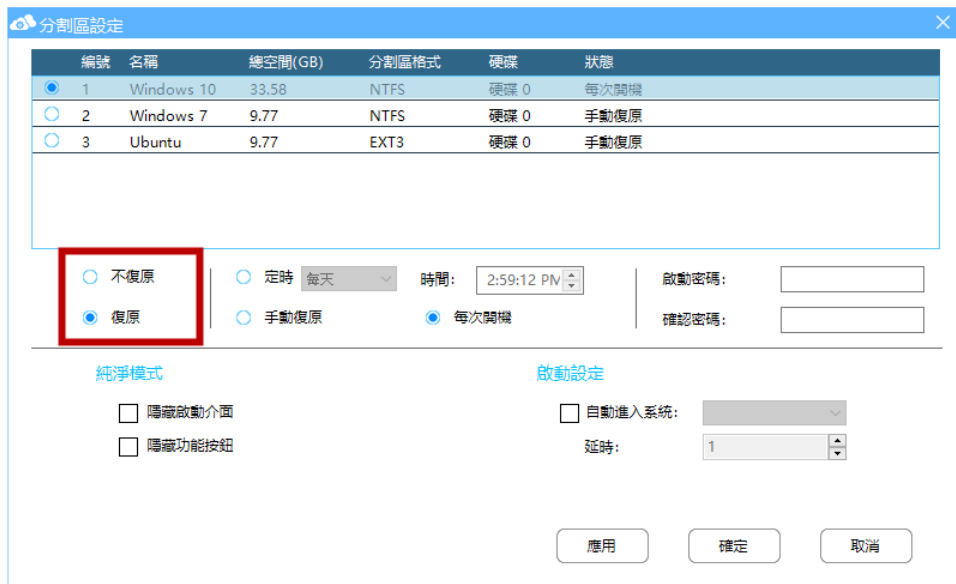 分割區設定
編號 名稱 總空間(GB) 分割區格式 硬碟 狀態
1 Windows 10 33.58 NTFS 硬碟 0 每次開機
2 Windows 7 9.77 NTFS 硬碟 0 手動復原
3 Ubuntu 9.77 EXT3 硬碟 0 手動復原
不復原 定時 每天 時間: 2:59:12 PM 啟動密碼:
復原 手動復原 每次開機 確認密碼:
純淨模式 啟動設定
隱藏啟動介面 自動進入系統:
隱藏功能按鈕 延時: 1
應用 確定 取消